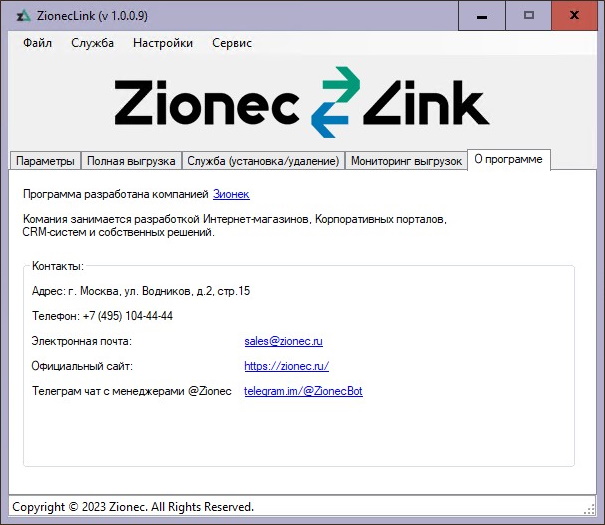 ZionecLink (v 1.0.0.9)
Файл Служба Настройки Сервис
Zionec Link
Параметры Полная выгрузка Служба (установка/удаление) Мониторинг выгрузок О программе
Программа разработана компанией Зионек
Комания занимается разработкой Интернет-магазинов, Корпоративных порталов,
CRM-систем и собственных решений.
Контакты:
Адрес: г. Москва, ул. Водников, д.2, стр.15
Телефон: +7 (495) 104-44-44
Электронная почта: sales@zionec.ru
Официальный сайт: https://zionec.ru/
Телеграм чат с менеджерами @Zionec telegram.im/@ZionecBot
Copyright © 2023 Zionec. All Rights Reserved.